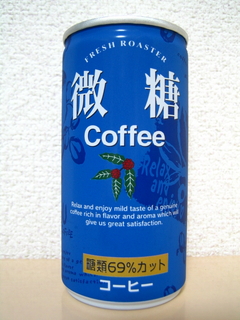 FRESH ROASTER
微糖
Coffee
Relax and enjoy mild taste of a genuine
coffee rich in flavor and aroma which will
give us great satisfaction.
糖類69%カット
コーヒー